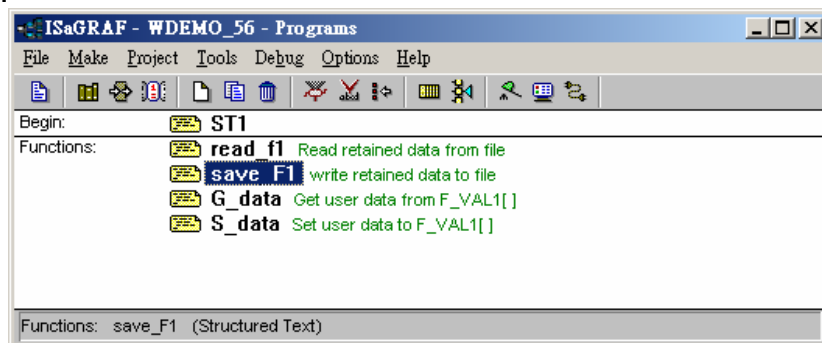 ISaGRAF - WDEMO_56 - Programs
File Make Project Tools Debug Options Help
Begin: ST1
Functions: read_f1 Read retained data from file
save_F1 write retained data to file
G_data Get user data from F_VAL1[ ]
S_data Set user data to F_VAL1[ ]
Functions: save_F1 (Structured Text)